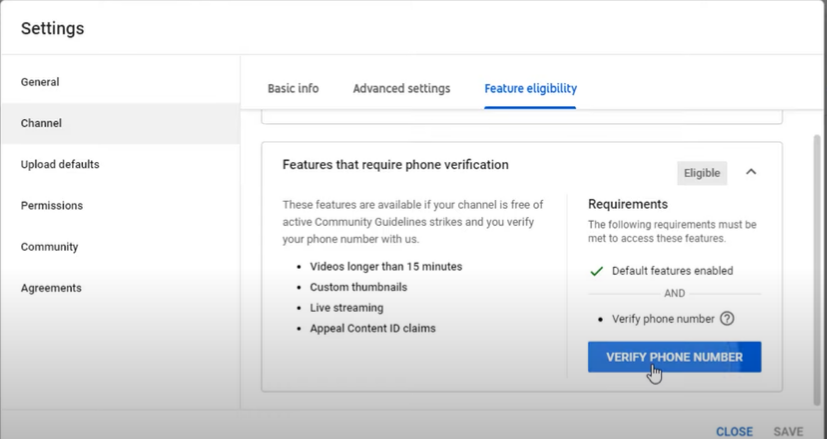 Settings
General
Channel
Upload defaults
Permissions
Community
Agreements
Basic info
Advanced settings
Feature eligibility
Features that require phone verification
Eligible
These features are available if your channel is free of
active Community Guidelines strikes and you verify
your phone number with us.
• Videos longer than 15 minutes
• Custom thumbnails
• Live streaming
• Appeal Content ID claims
Requirements
The following requirements must be
met to access these features.
Default features enabled
AND
• Verify phone number
VERIFY PHONE NUMBER
CLOSE
SAVE